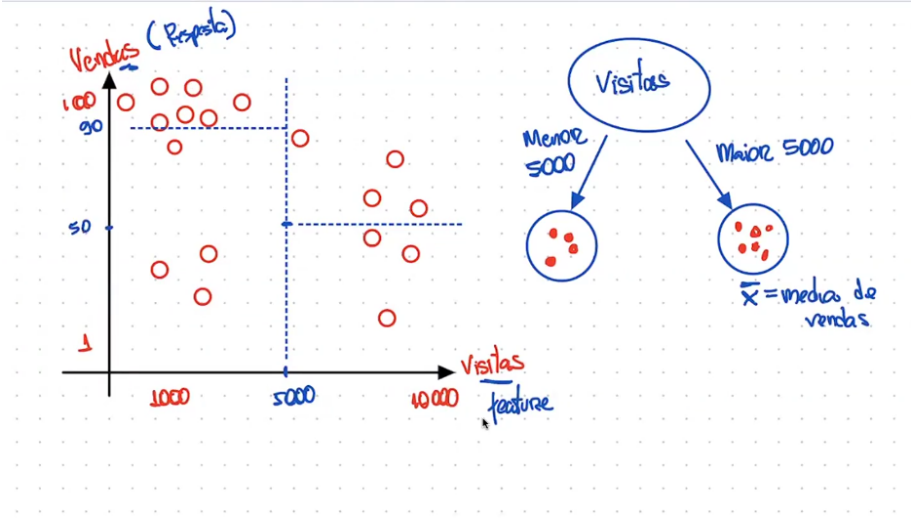 Vendas (Resposta)
100
90
50
1
1000 5000 10000
Visitas
feature
Visitas
Menor
5000
Maior 5000
x̄ = media de
vendas